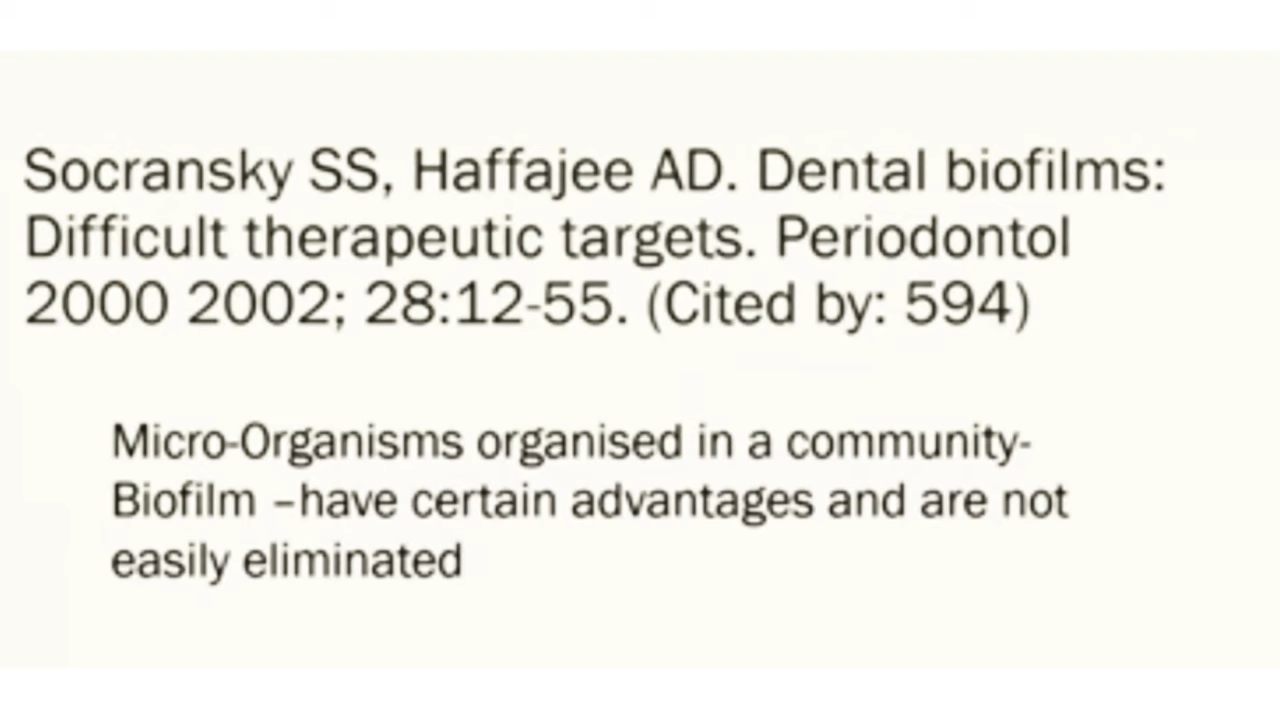 Socransky SS, Haffajee AD. Dental biofilms:
Difficult therapeutic targets. Periodontol
2000 2002; 28:12-55. (Cited by: 594)
Micro-Organisms organised in a community-
Biofilm –have certain advantages and are not
easily eliminated